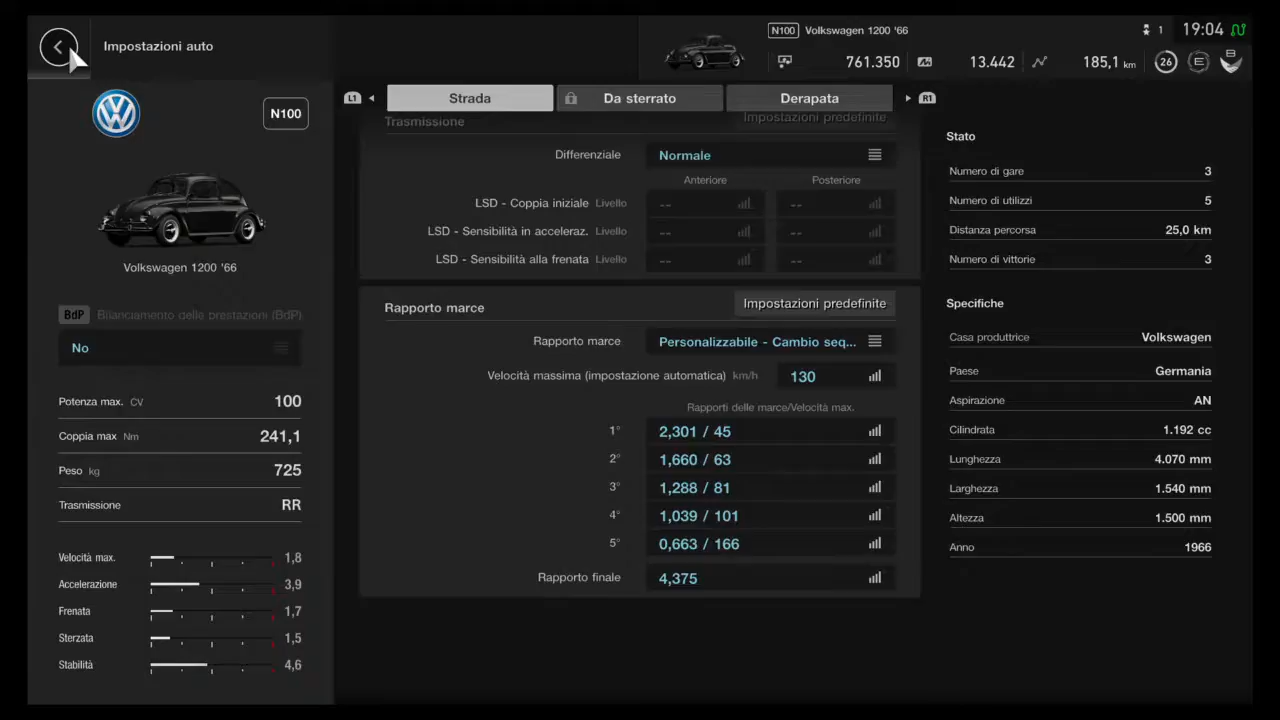 Impostazioni auto
N100 Volkswagen 1200 '66
1 19:04
761.350 13.442 185,1 km 26 E B
N100
Volkswagen 1200 '66
BdP Bilanciamento delle prestazioni (BdP)
No
Potenza max. CV 100
Coppia max Nm 241,1
Peso kg 725
Trasmissione RR
Velocità max. 1,8
Accelerazione 3,9
Frenata 1,7
Sterzata 1,5
Stabilità 4,6
L1 Strada Da sterrato Derapata R1
Trasmissione Impostazioni predefinite
Differenziale Normale
Anteriore Posteriore
LSD - Coppia iniziale Livello -- --
LSD - Sensibilità in acceleraz. Livello -- --
LSD - Sensibilità alla frenata Livello -- --
Rapporto marce Impostazioni predefinite
Rapporto marce Personalizzabile - Cambio seq...
Velocità massima (impostazione automatica) km/h 130
Rapporti delle marce/Velocità max.
1° 2,301 / 45
2° 1,660 / 63
3° 1,288 / 81
4° 1,039 / 101
5° 0,663 / 166
Rapporto finale 4,375
Stato
Numero di gare 3
Numero di utilizzi 5
Distanza percorsa 25,0 km
Numero di vittorie 3
Specifiche
Casa produttrice Volkswagen
Paese Germania
Aspirazione AN
Cilindrata 1.192 cc
Lunghezza 4.070 mm
Larghezza 1.540 mm
Altezza 1.500 mm
Anno 1966